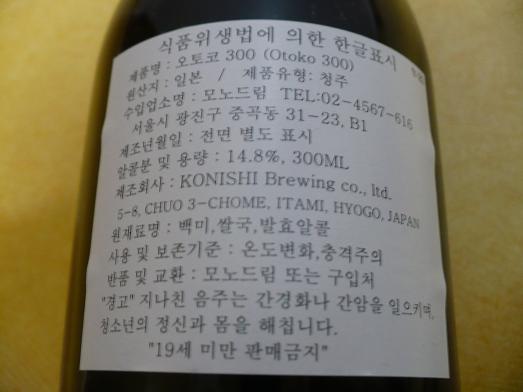 식품위생법에 의한 한글표시
제품명 : 오토코 300 (Otoko 300)
원산지 : 일본 / 제품유형: 청주
수입업소명 : 모노드림 TEL:02-4567-616
서울시 광진구 중곡동 31-23, B1
제조년월일 : 전면 별도 표시
알콜분 및 용량 : 14.8%, 300ML
제조회사 : KONISHI Brewing co., ltd.
5-8, CHUO 3-CHOME, ITAMI, HYOGO, JAPAN
원재료명 : 백미,쌀국,발효알콜
사용 및 보존기준 : 온도변화,충격주의
반품 및 교환 : 모노드림 또는 구입처
"경고" 지나친 음주는 간경화나 간암을 일으키며,
청소년의 정신과 몸을 해칩니다.
"19세 미만 판매금지"